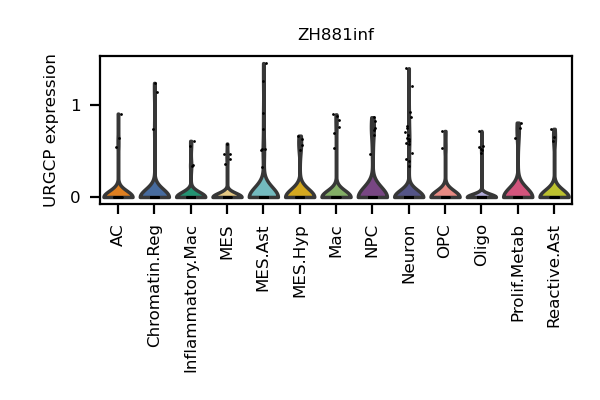 ZH881inf
URGCP expression
1
0
AC
Chromatin.Reg
Inflammatory.Mac
MES
MES.Ast
MES.Hyp
Mac
NPC
Neuron
OPC
Oligo
Prolif.Metab
Reactive.Ast